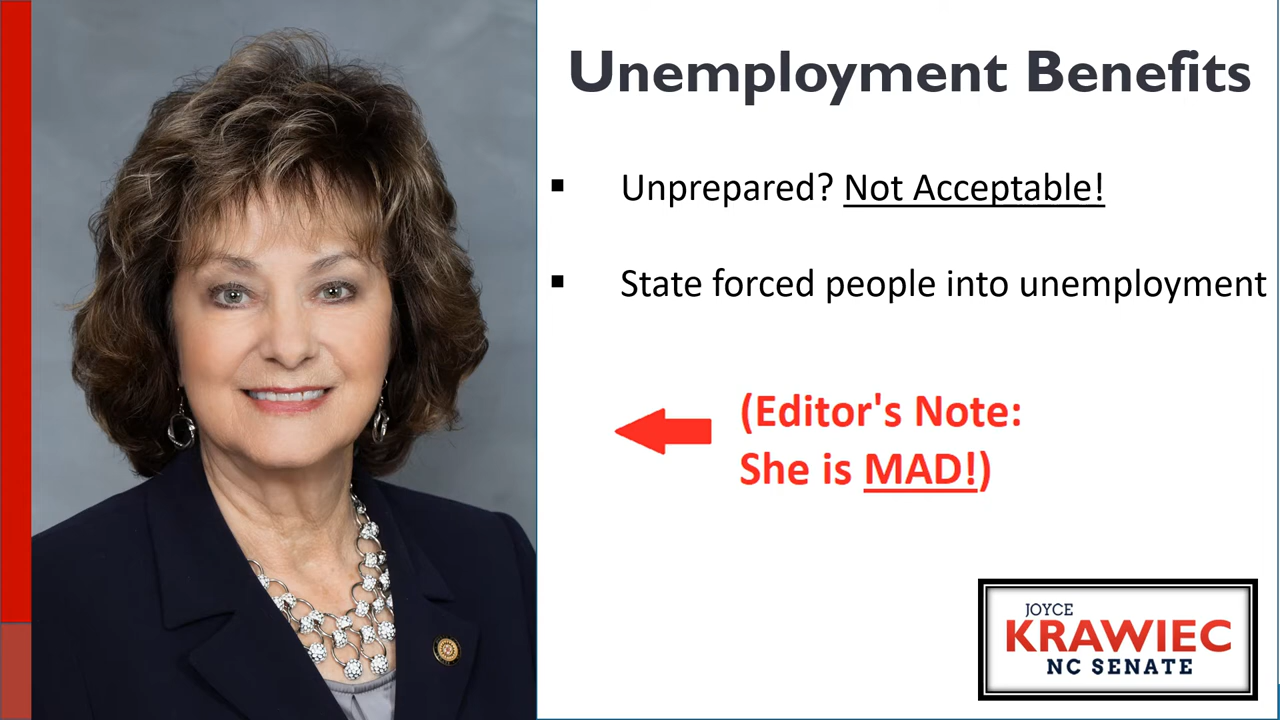 Unemployment Benefits
▪ Unprepared? Not Acceptable!
▪ State forced people into unemployment
(Editor's Note:
She is MAD!)
JOYCE
KRAWIEC
NC SENATE